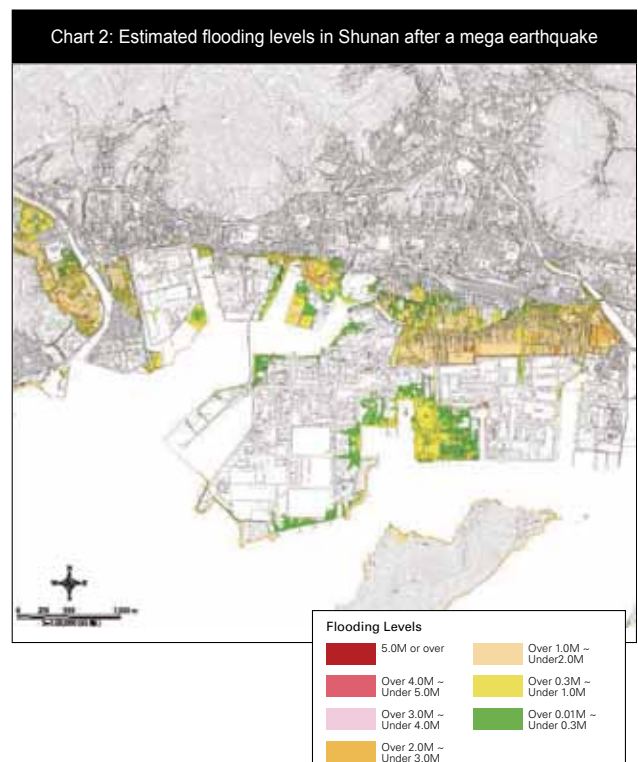 Chart 2: Estimated flooding levels in Shunan after a mega earthquake
Flooding Levels
5.0M or over
Over 4.0M ~
Under 5.0M
Over 3.0M ~
Under 4.0M
Over 2.0M ~
Under 3.0M
Over 1.0M ~
Under2.0M
Over 0.3M ~
Under 1.0M
Over 0.01M ~
Under 0.3M